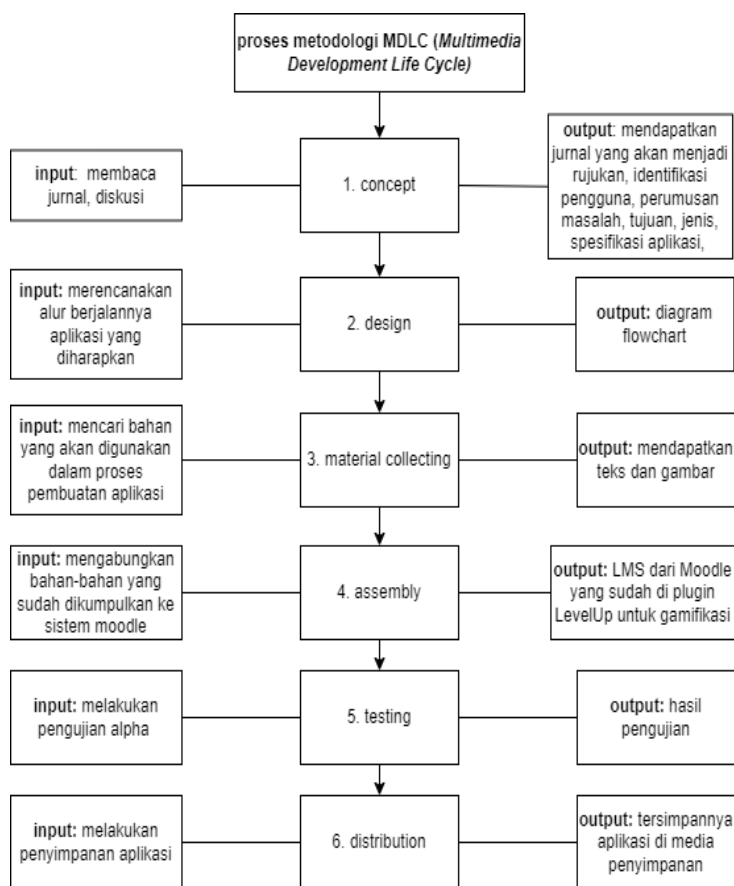 proses metodologi MDLC (Multimedia
Development Life Cycle)
input:  membaca
jurnal, diskusi
1. concept
output: mendapatkan
jurnal yang akan menjadi
rujukan, identifikasi
pengguna, perumusan
masalah, tujuan, jenis,
spesifikasi aplikasi,
input: merencanakan
alur berjalannya
aplikasi yang
diharapkan
2. design
output: diagram
flowchart
input: mencari bahan
yang akan digunakan
dalam proses
pembuatan aplikasi
3. material collecting
output: mendapatkan
teks dan gambar
input: mengabungkan
bahan-bahan yang
sudah dikumpulkan ke
sistem moodle
4. assembly
output: LMS dari Moodle
yang sudah di plugin
LevelUp untuk gamifikasi
input: melakukan
pengujian alpha
5. testing
output: hasil
pengujian
input: melakukan
penyimpanan aplikasi
6. distribution
output: tersimpannya
aplikasi di media
penyimpanan